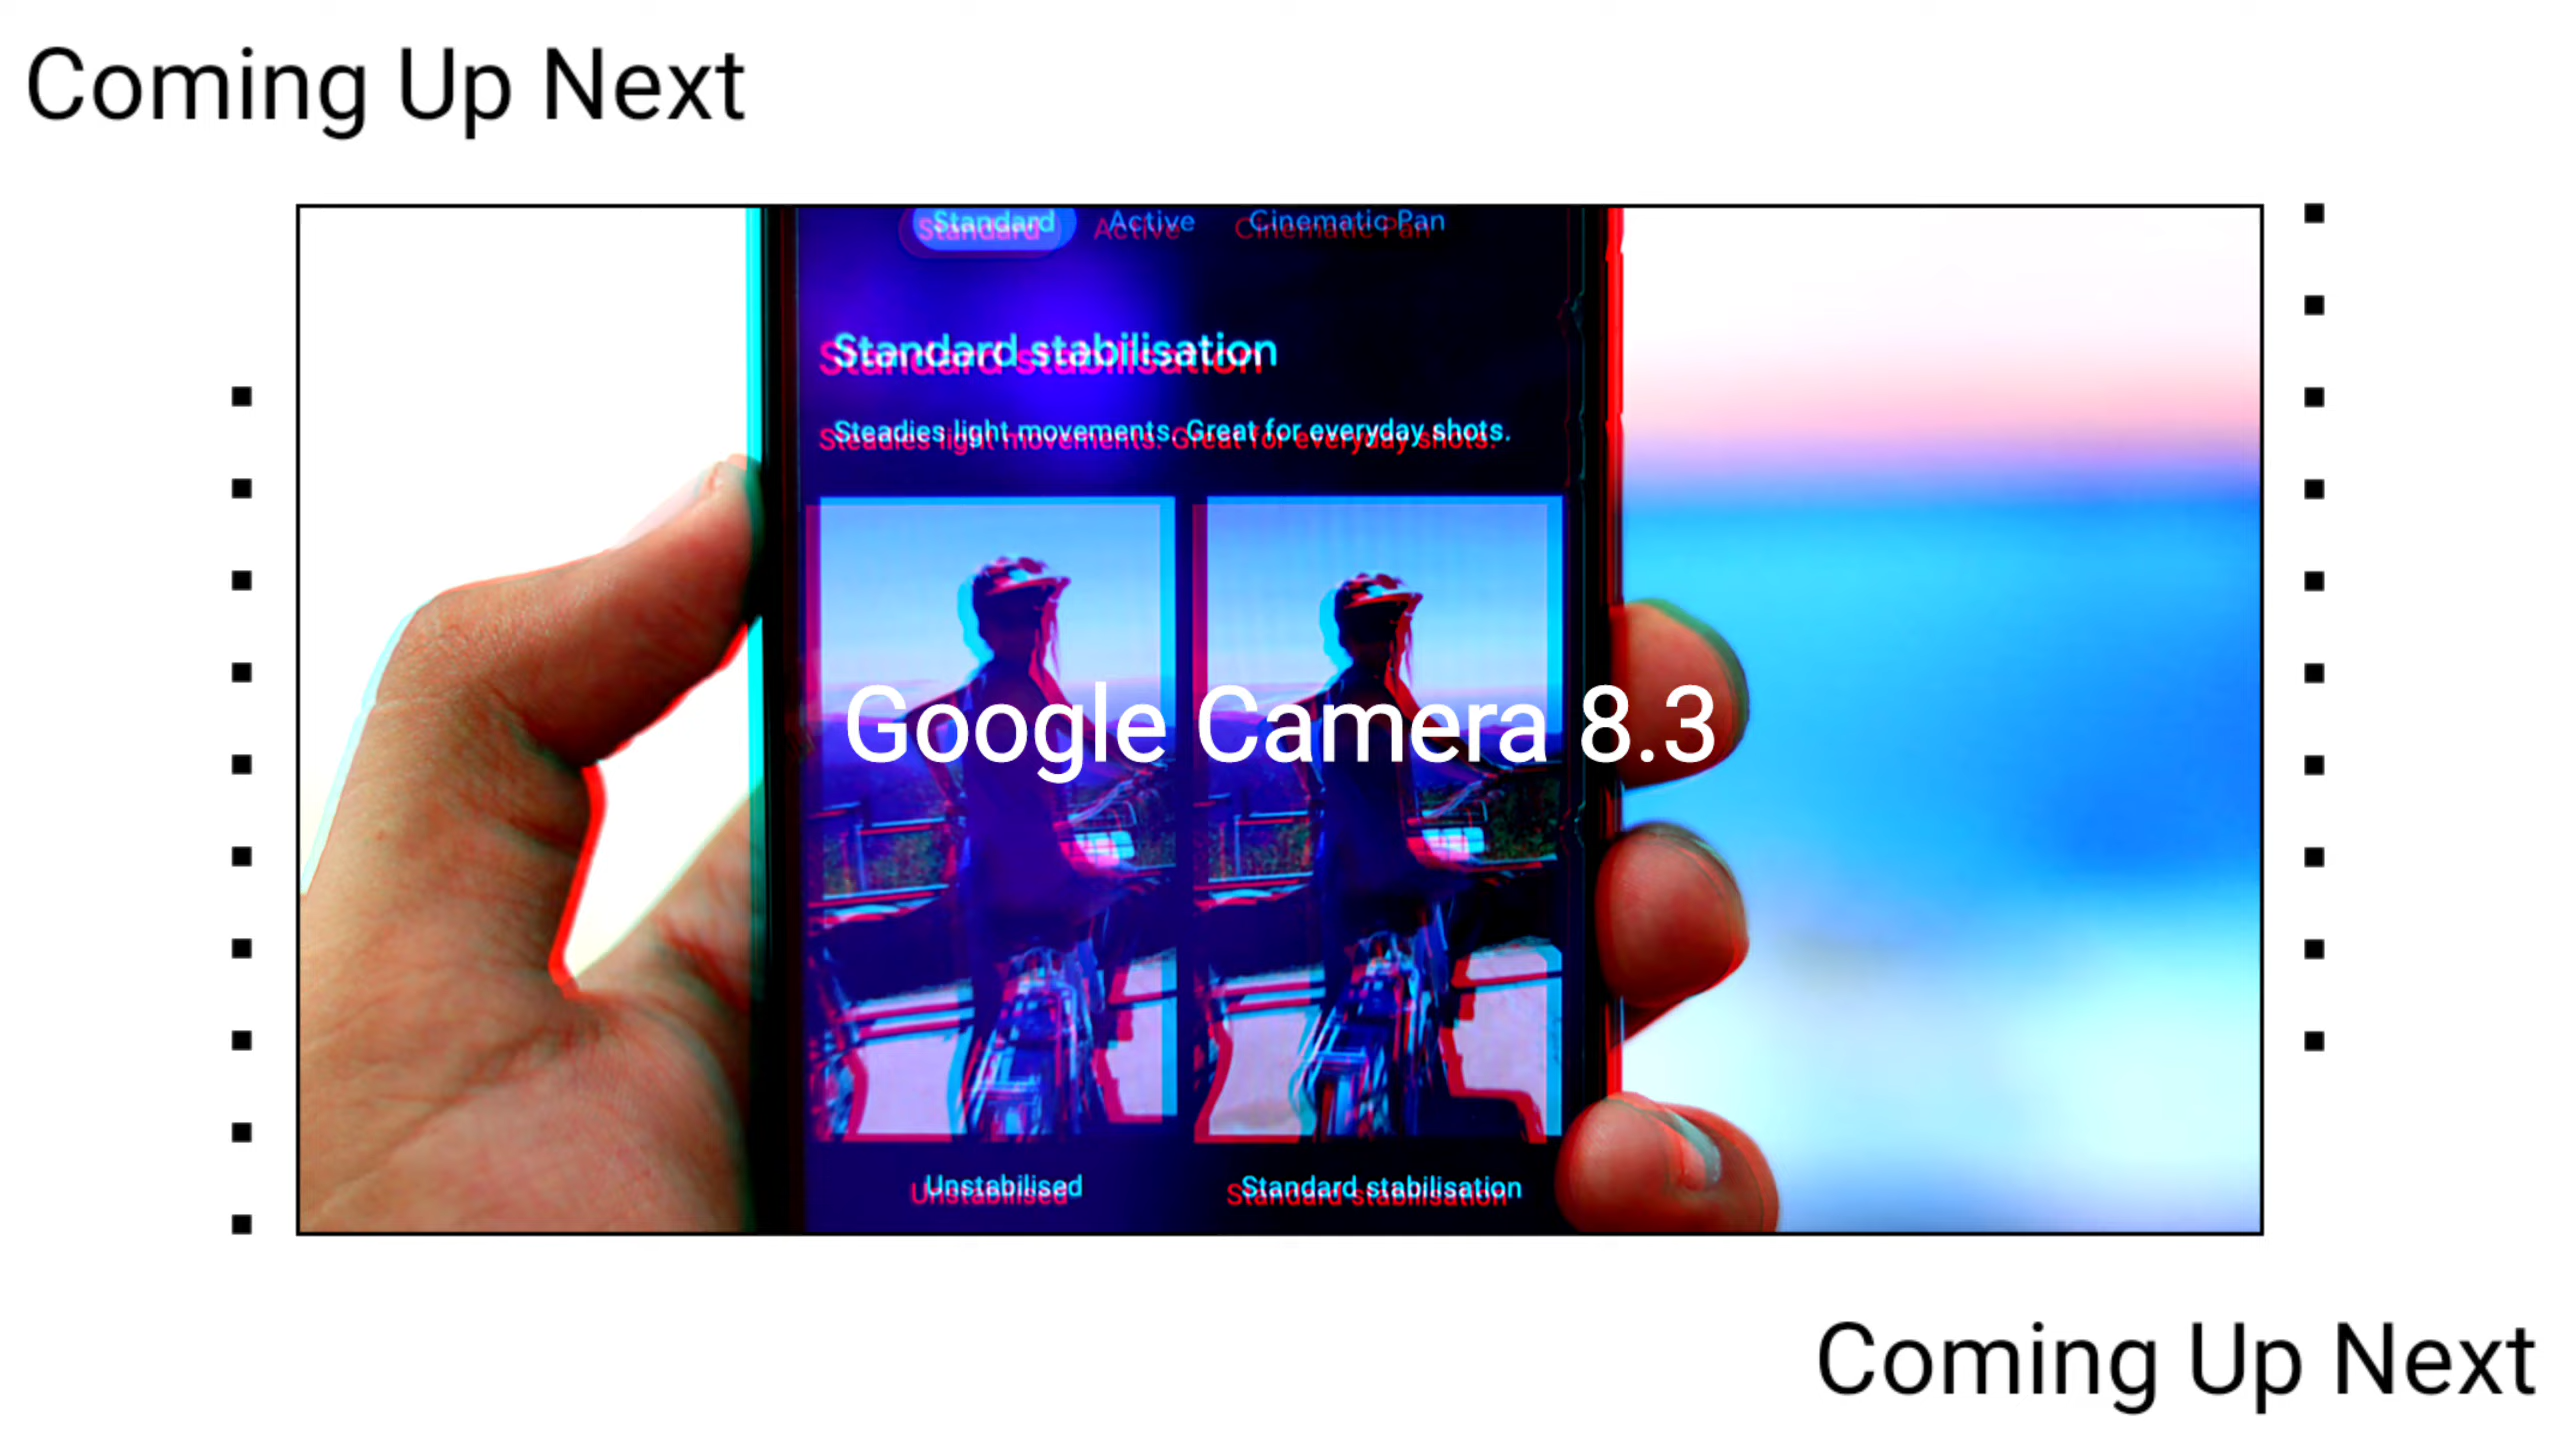 Coming Up Next
Standard Active Cinematic Pan
Standard stabilisation
Steadies light movements. Great for everyday shots.
Google Camera 8.3
Unstabilised Standard stabilisation
Coming Up Next